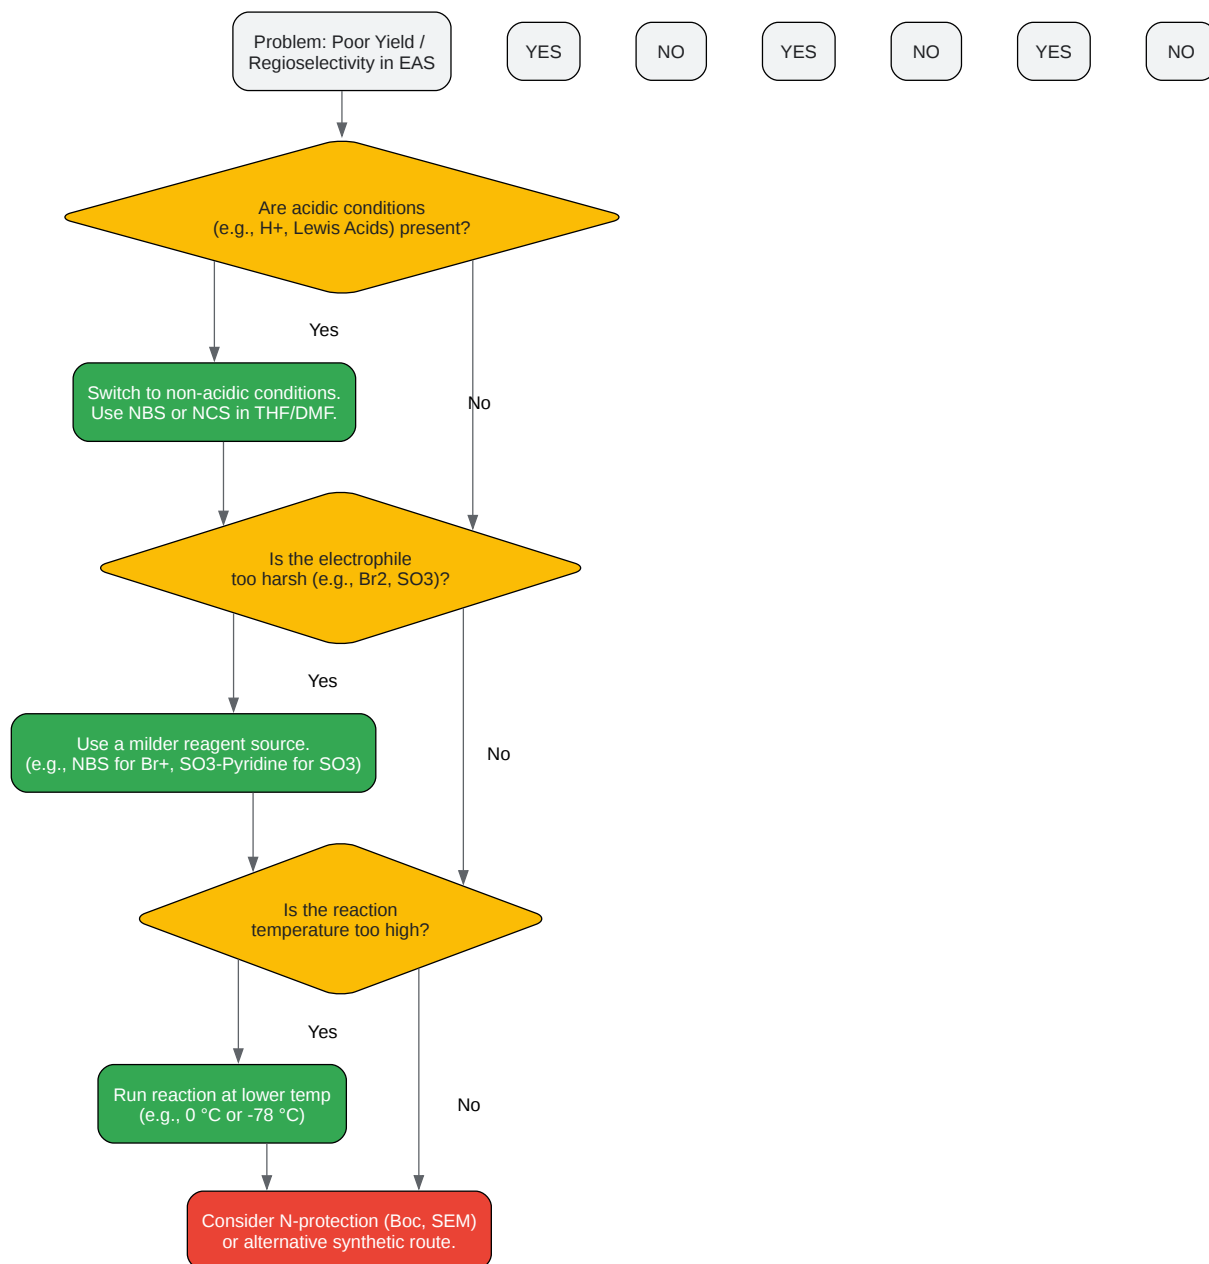 Problem: Poor Yield /
Regioselectivity in EAS
YES
NO
YES
NO
YES
NO
Are acidic conditions
(e.g., H+, Lewis Acids) present?
Yes
Switch to non-acidic conditions.
Use NBS or NCS in THF/DMF.
No
Is the electrophile
too harsh (e.g., Br2, SO3)?
Yes
Use a milder reagent source.
(e.g., NBS for Br+, SO3-Pyridine for SO3)
No
Is the reaction
temperature too high?
Yes
Run reaction at lower temp
(e.g., 0 °C or -78 °C)
No
Consider N-protection (Boc, SEM)
or alternative synthetic route.